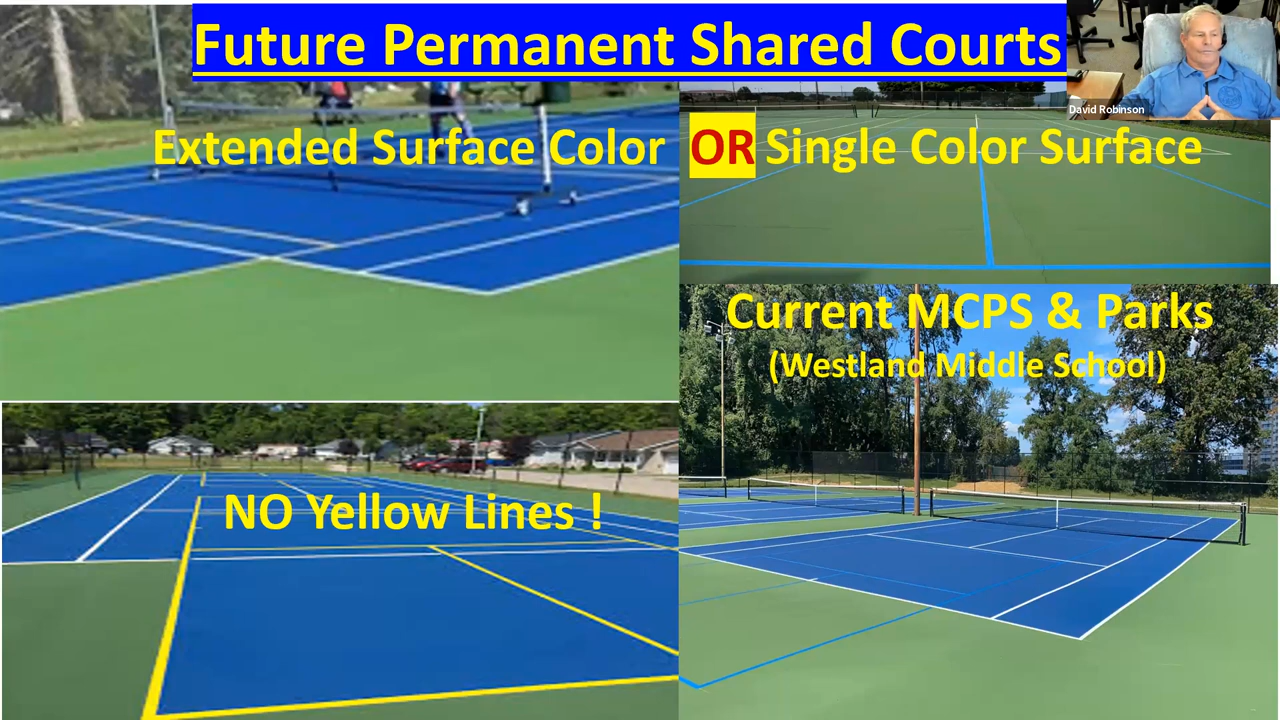 Future Permanent Shared Courts
David Robinson
Extended Surface Color
OR Single Color Surface
Current MCPS & Parks
(Westland Middle School)
NO Yellow Lines !